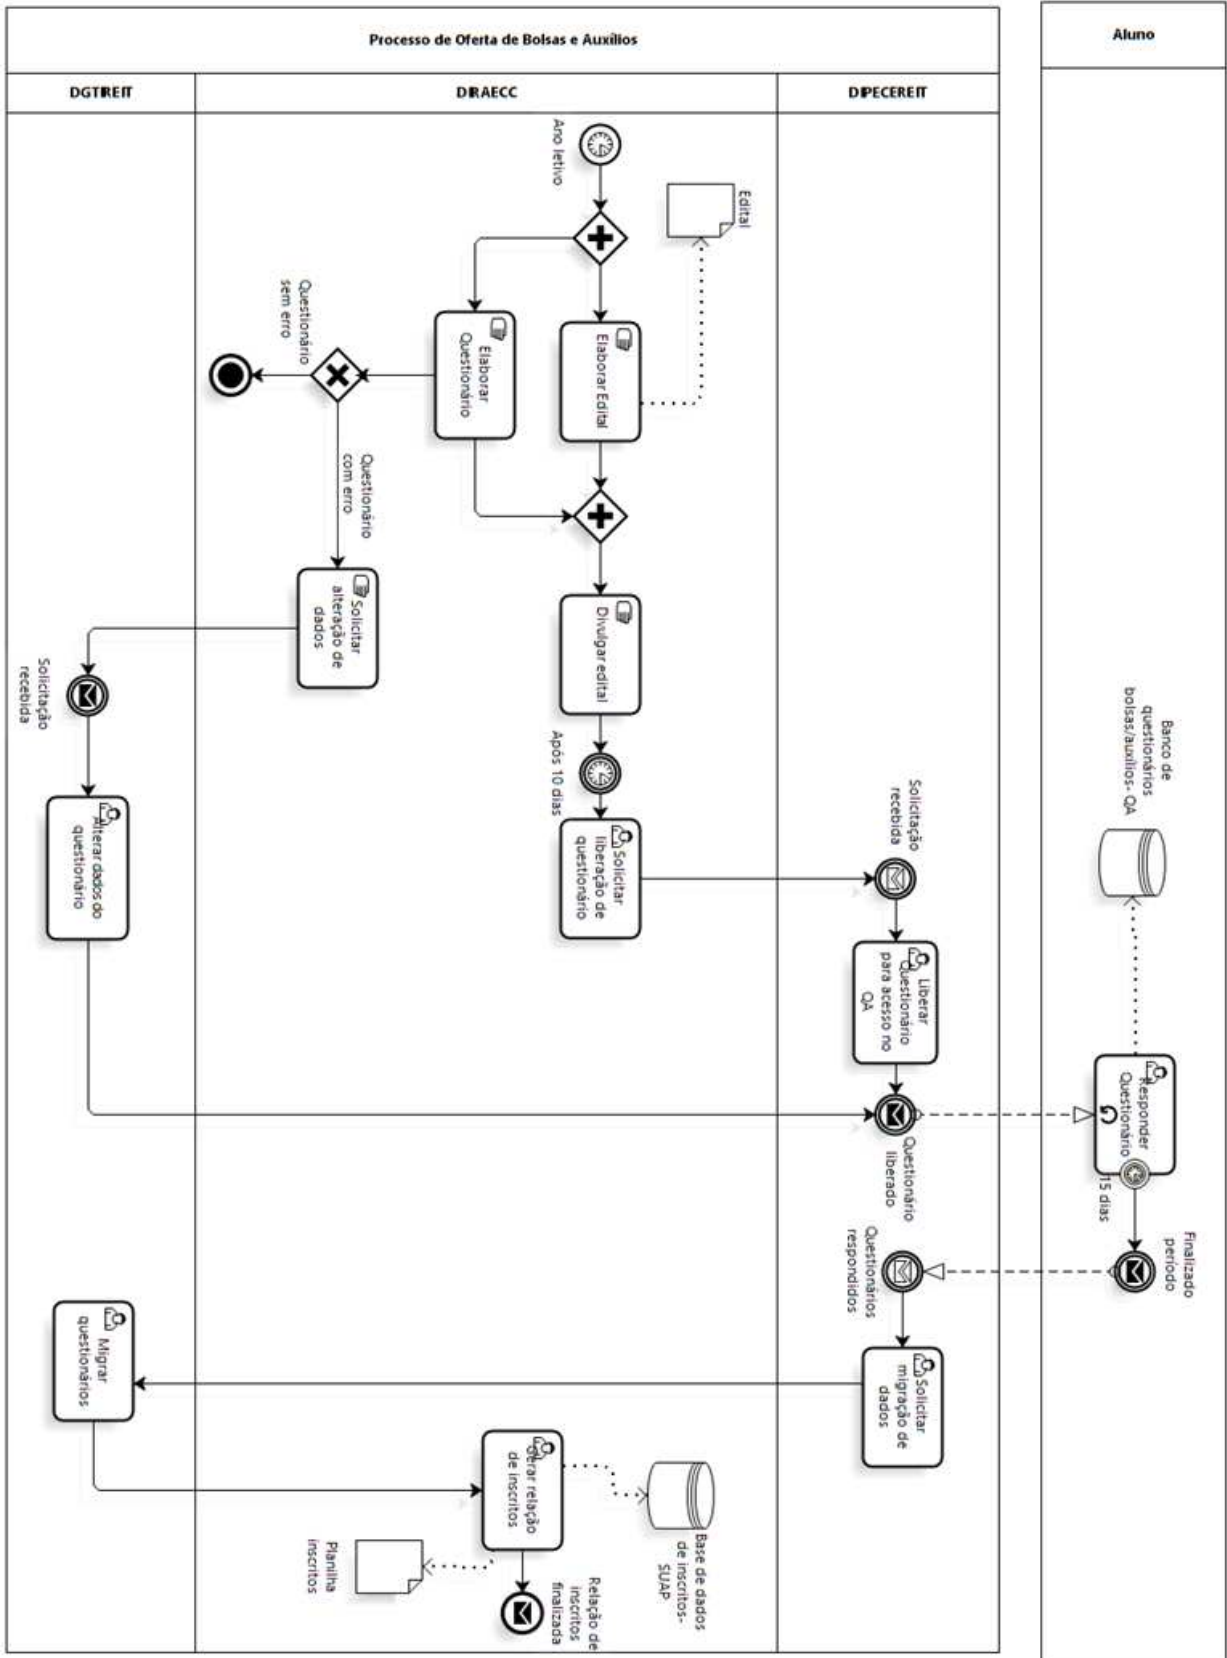 Processo de Oferta de Bolsas e Auxílios
Aluno
DGTIREIT
DIRAECC
DIPECEREIT
Ano letivo
Edital
Elaborar Edital
Elaborar
Questionário
Questionário
sem erro
Questionário
com erro
Solicitar
alteração de
dados
Divulgar edital
Após 10 dias
Solicitar
liberação de
questionário
Solicitação
recebida
Alterar dados do
questionário
Solicitação
recebida
Liberar
Questionário
para acesso no
QA
Questionário
liberado
Banco de
questionários
bolsas/auxílios- QA
Responder
Questionário
15 dias
Finalizado
período
Questionários
respondidos
Solicitar
migração de
dados
Migrar
questionários
Gerar relação
de inscritos
Base de dados
de inscritos-
SUAP
Planilha
inscritos
Relação de
inscritos
finalizada